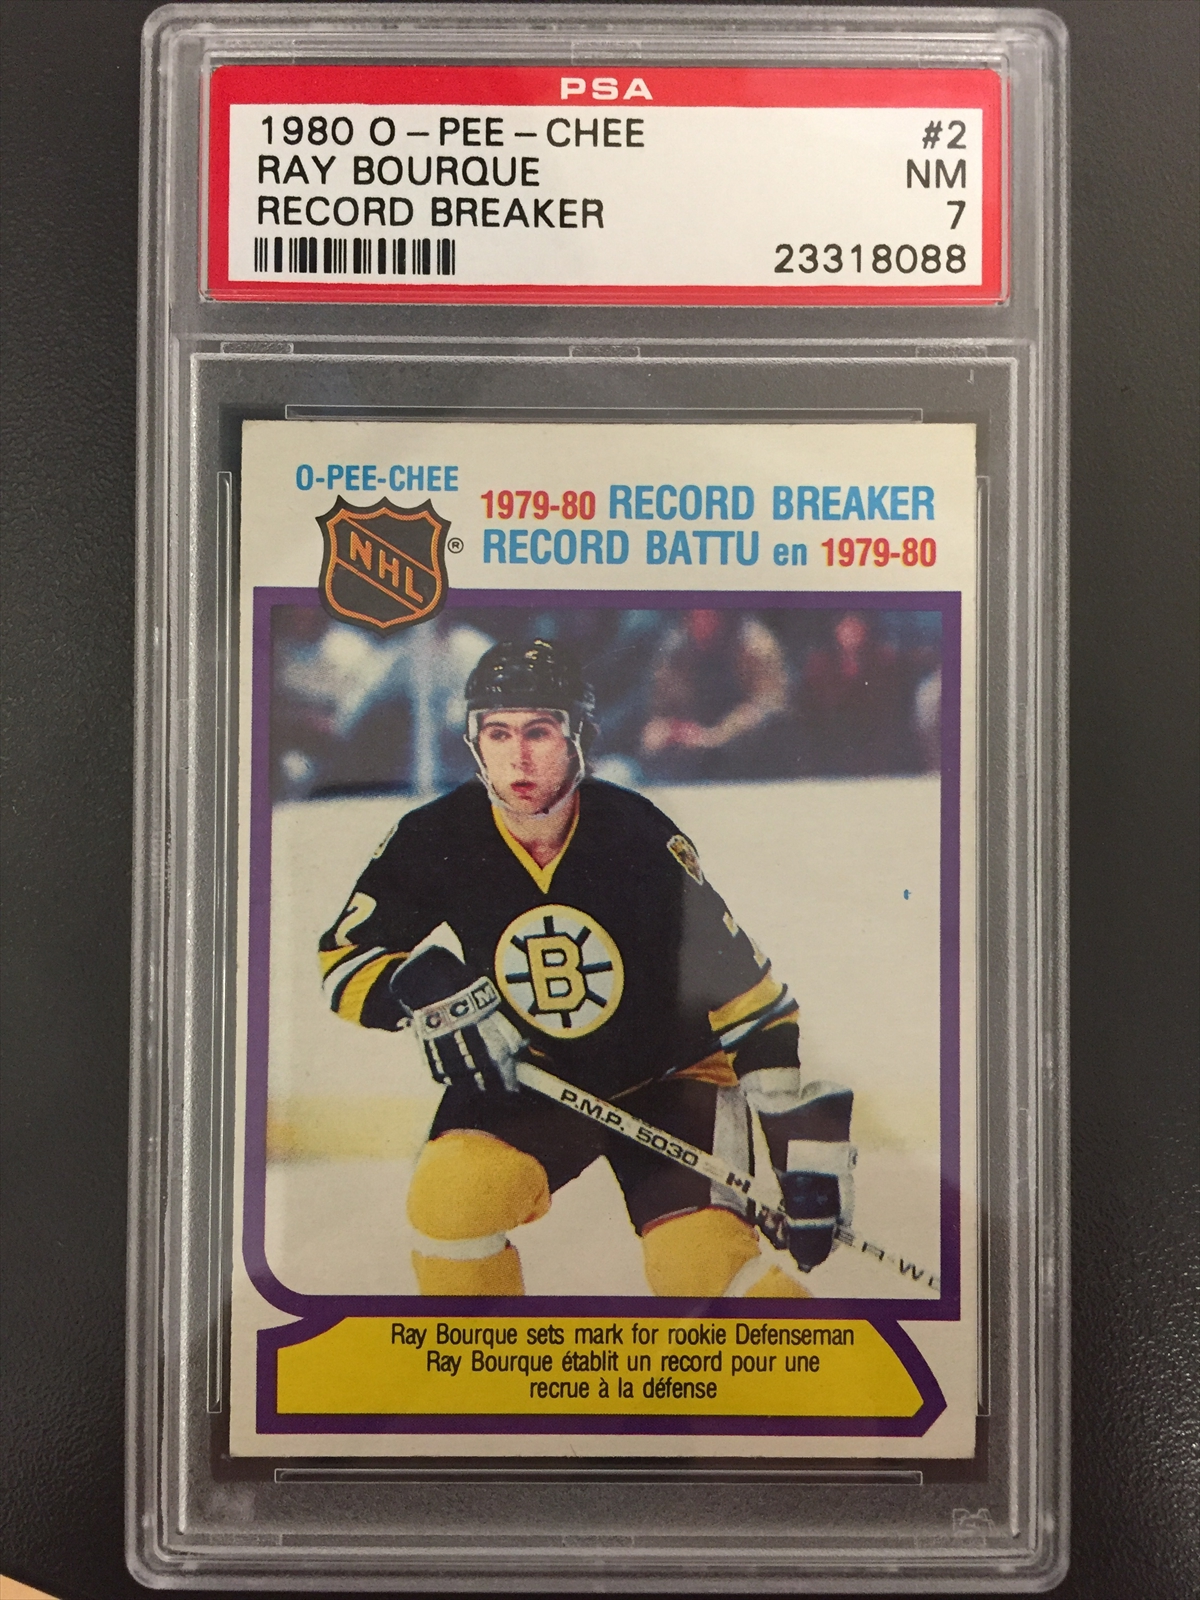 PSA
1980 O-PEE-CHEE #2
RAY BOURQUE NM
RECORD BREAKER 7
23318088
O-PEE-CHEE
NHL ®
1979-80 RECORD BREAKER
RECORD BATTU en 1979-80
7
B
CCM
P.M.P. 5030
Ray Bourque sets mark for rookie Defenseman
Ray Bourque établit un record pour une
recrue à la défense